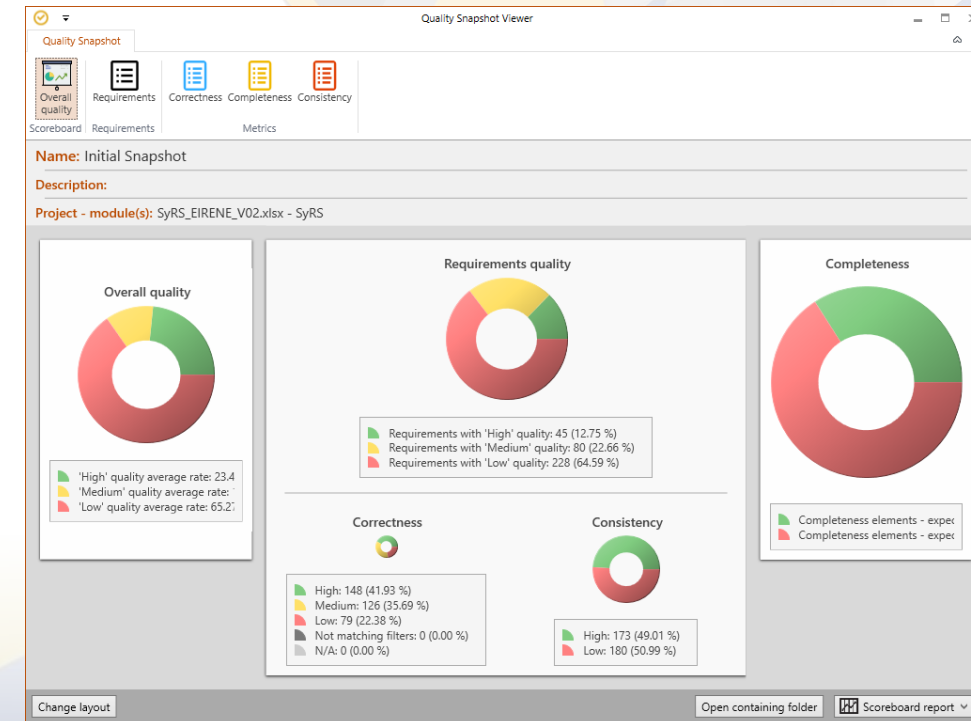 Quality Snapshot Viewer
Quality Snapshot
Overall quality
Requirements
Correctness
Completeness
Consistency
Scoreboard
Requirements
Metrics
Name: Initial Snapshot
Description:
Project - module(s): SyRS_EIRENE_V02.xlsx - SyRS
Overall quality
'High' quality average rate: 23.4
'Medium' quality average rate:
'Low' quality average rate: 65.27
Requirements quality
Requirements with 'High' quality: 45 (12.75 %)
Requirements with 'Medium' quality: 80 (22.66 %)
Requirements with 'Low' quality: 228 (64.59 %)
Correctness
High: 148 (41.93 %)
Medium: 126 (35.69 %)
Low: 79 (22.38 %)
Not matching filters: 0 (0.00 %)
N/A: 0 (0.00 %)
Consistency
High: 173 (49.01 %)
Low: 180 (50.99 %)
Completeness
Completeness elements - expec
Completeness elements - expec
Change layout
Open containing folder
Scoreboard report